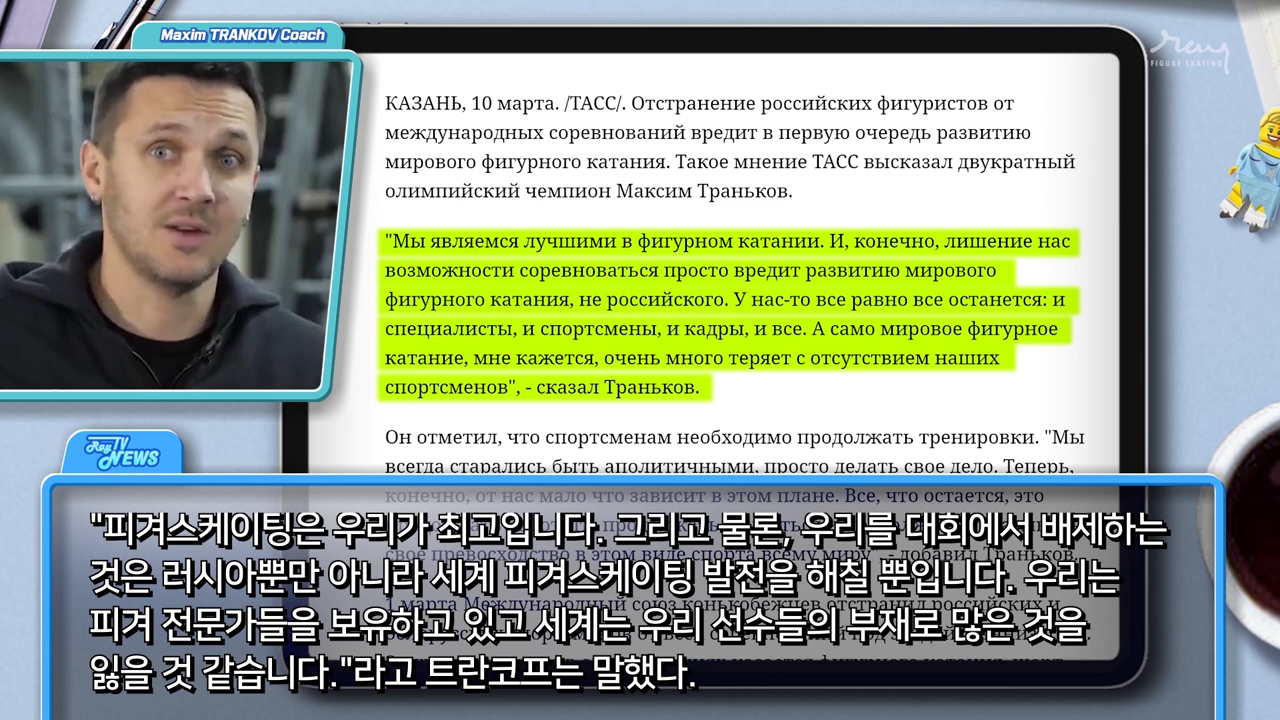 Maxim TRANKOV Coach
Ray
FIGURE SKATING
КАЗАНЬ, 10 марта. /ТАСС/. Отстранение российских фигуристов от
международных соревнований вредит в первую очередь развитию
мирового фигурного катания. Такое мнение ТАСС высказал двукратный
олимпийский чемпион Максим Траньков.
"Мы являемся лучшими в фигурном катании. И, конечно, лишение нас
возможности соревноваться просто вредит развитию мирового
фигурного катания, не российского. У нас-то все равно все останется: и
специалисты, и спортсмены, и кадры, и все. А само мировое фигурное
катание, мне кажется, очень много теряет с отсутствием наших
спортсменов", - сказал Траньков.
Он отметил, что спортсменам необходимо продолжать тренировки. "Мы
всегда старались быть аполитичными, просто делать свое дело. Теперь,
конечно, от нас мало что зависит в этом плане. Все, что остается, это
свое превосходство в этом виде спорта всему миру", - добавил Траньков.
марта Международный союз конькобежцев отстранил российских и
Ray TV
NEWS
"피겨스케이팅은 우리가 최고입니다. 그리고 물론, 우리를 대회에서 배제하는
것은 러시아뿐만 아니라 세계 피겨스케이팅 발전을 해칠 뿐입니다. 우리는
피겨 전문가들을 보유하고 있고 세계는 우리 선수들의 부재로 많은 것을
잃을 것 같습니다."라고 트란코프는 말했다.